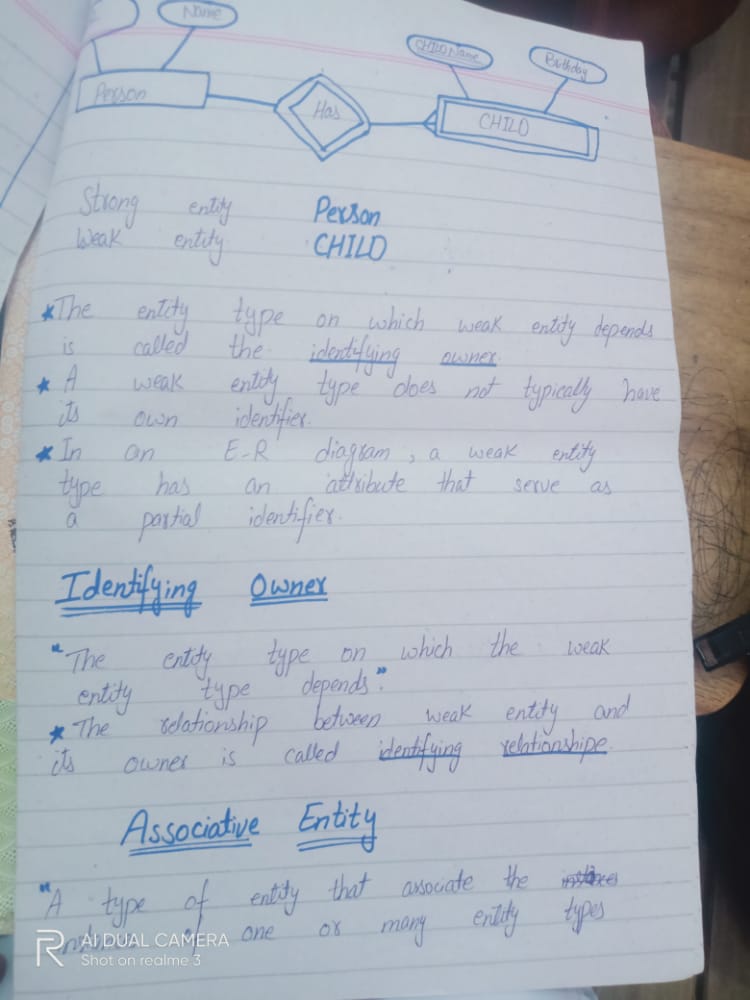 Name
CHILD Name
Birthday
Person
Has
CHILD
Strong entity Person
Weak entity CHILD
* The entity type on which weak entity depends
is called the identifying owner
* A weak entity type does not typically have
its own identifier.
* In an E-R diagram, a weak entity
type has an attribute that serve as
a partial identifier.
Identifying Owner
"The entity type on which the weak
entity type depends".
* The relationship between weak entity and
its owner is called identifying relationshipe.
Associative Entity
"A type of entity that associate the
of one or many entity types
R AI DUAL CAMERA
Shot on realme 3